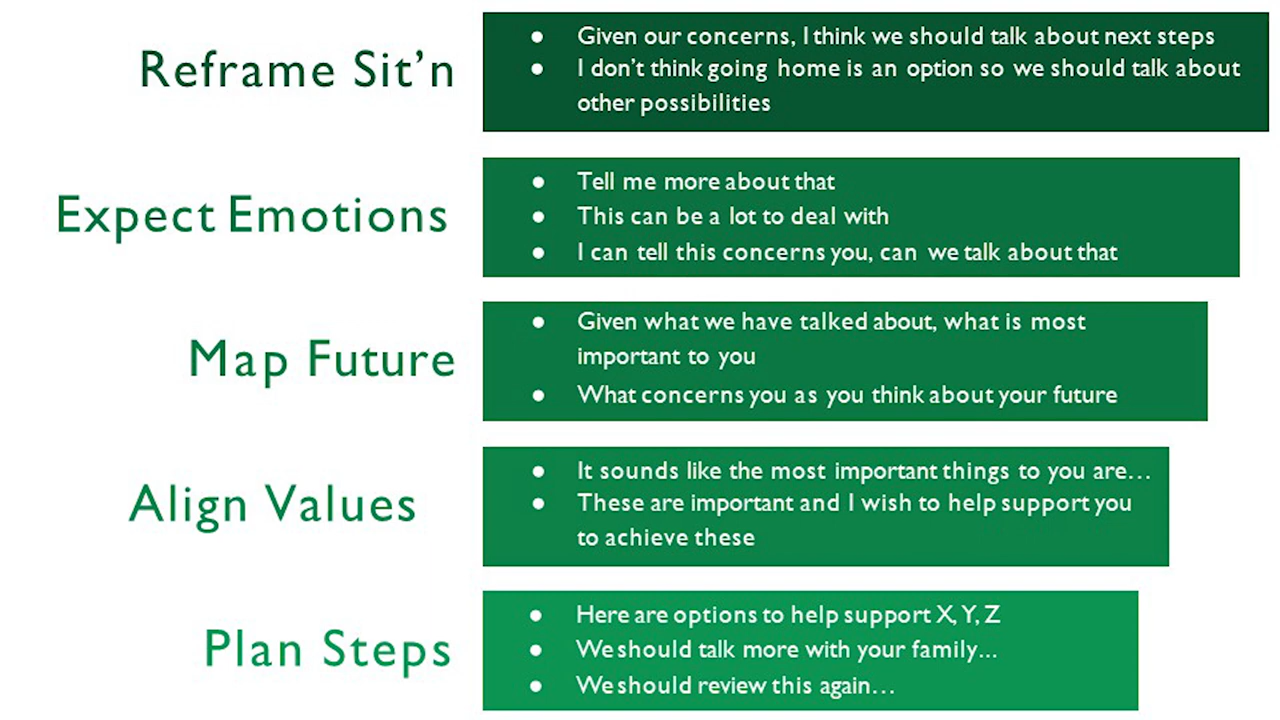 Reframe Sit'n
• Given our concerns, I think we should talk about next steps
• I don't think going home is an option so we should talk about
other possibilities
Expect Emotions
• Tell me more about that
• This can be a lot to deal with
• I can tell this concerns you, can we talk about that
Map Future
• Given what we have talked about, what is most
important to you
• What concerns you as you think about your future
Align Values
• It sounds like the most important things to you are...
• These are important and I wish to help support you
to achieve these
Plan Steps
• Here are options to help support X, Y, Z
• We should talk more with your family...
• We should review this again...